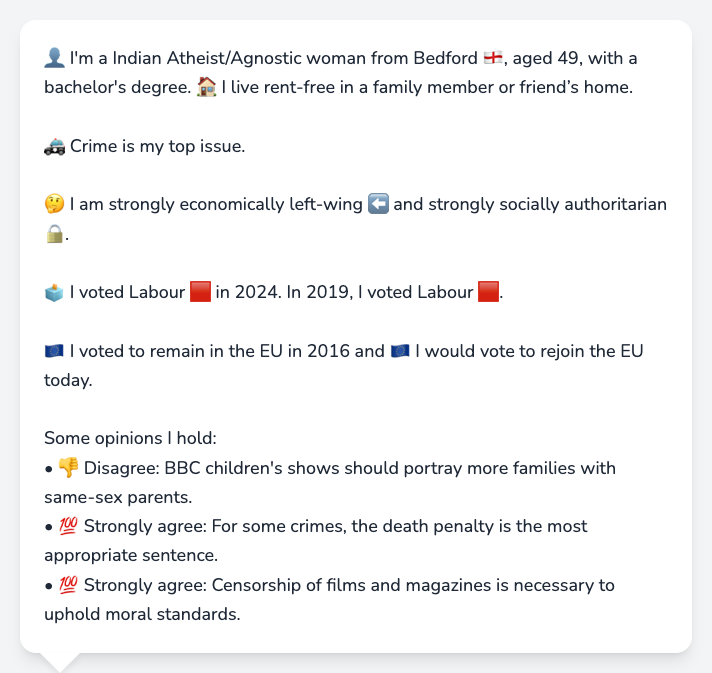 👤 I'm a Indian Atheist/Agnostic woman from Bedford 🏴󠁧󠁢󠁥󠁮󠁧󠁿, aged 49, with a
bachelor's degree. 🏠 I live rent-free in a family member or friend’s home.
🚓 Crime is my top issue.
🤔 I am strongly economically left-wing ⬅️ and strongly socially authoritarian
🔒.
🗳️ I voted Labour 🟥 in 2024. In 2019, I voted Labour 🟥.
🇪🇺 I voted to remain in the EU in 2016 and 🇪🇺 I would vote to rejoin the EU
today.
Some opinions I hold:
• 👎 Disagree: BBC children's shows should portray more families with
same-sex parents.
• 💯 Strongly agree: For some crimes, the death penalty is the most
appropriate sentence.
• 💯 Strongly agree: Censorship of films and magazines is necessary to
uphold moral standards.